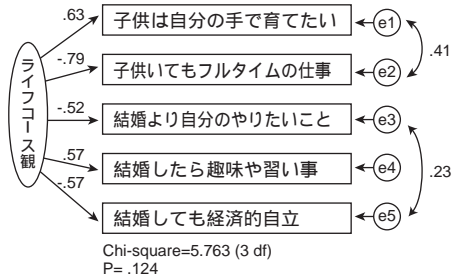 .63
子供は自分の手で育てたい
e1
.41
-.79
子供いてもフルタイムの仕事
e2
ライフコース観
-.52
結婚より自分のやりたいこと
e3
.57
結婚したら趣味や習い事
e4
.23
-.57
結婚しても経済的自立
e5
Chi-square=5.763 (3 df)
P= .124